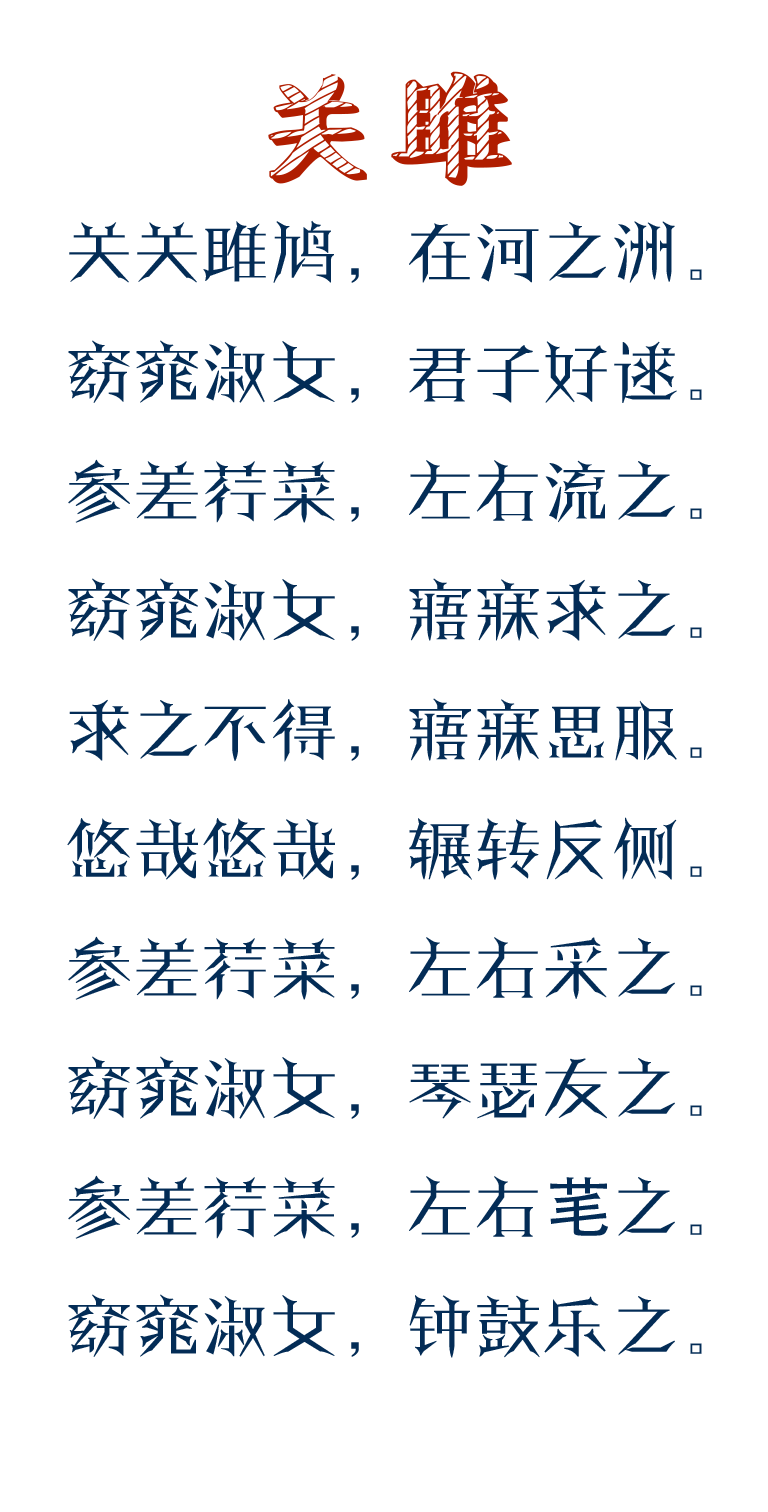 关雎
关关雎鸠，在河之洲。
窈窕淑女，君子好逑。
参差荇菜，左右流之。
窈窕淑女，寤寐求之。
求之不得，寤寐思服。
悠哉悠哉，辗转反侧。
参差荇菜，左右采之。
窈窕淑女，琴瑟友之。
参差荇菜，左右芼之。
窈窕淑女，钟鼓乐之。